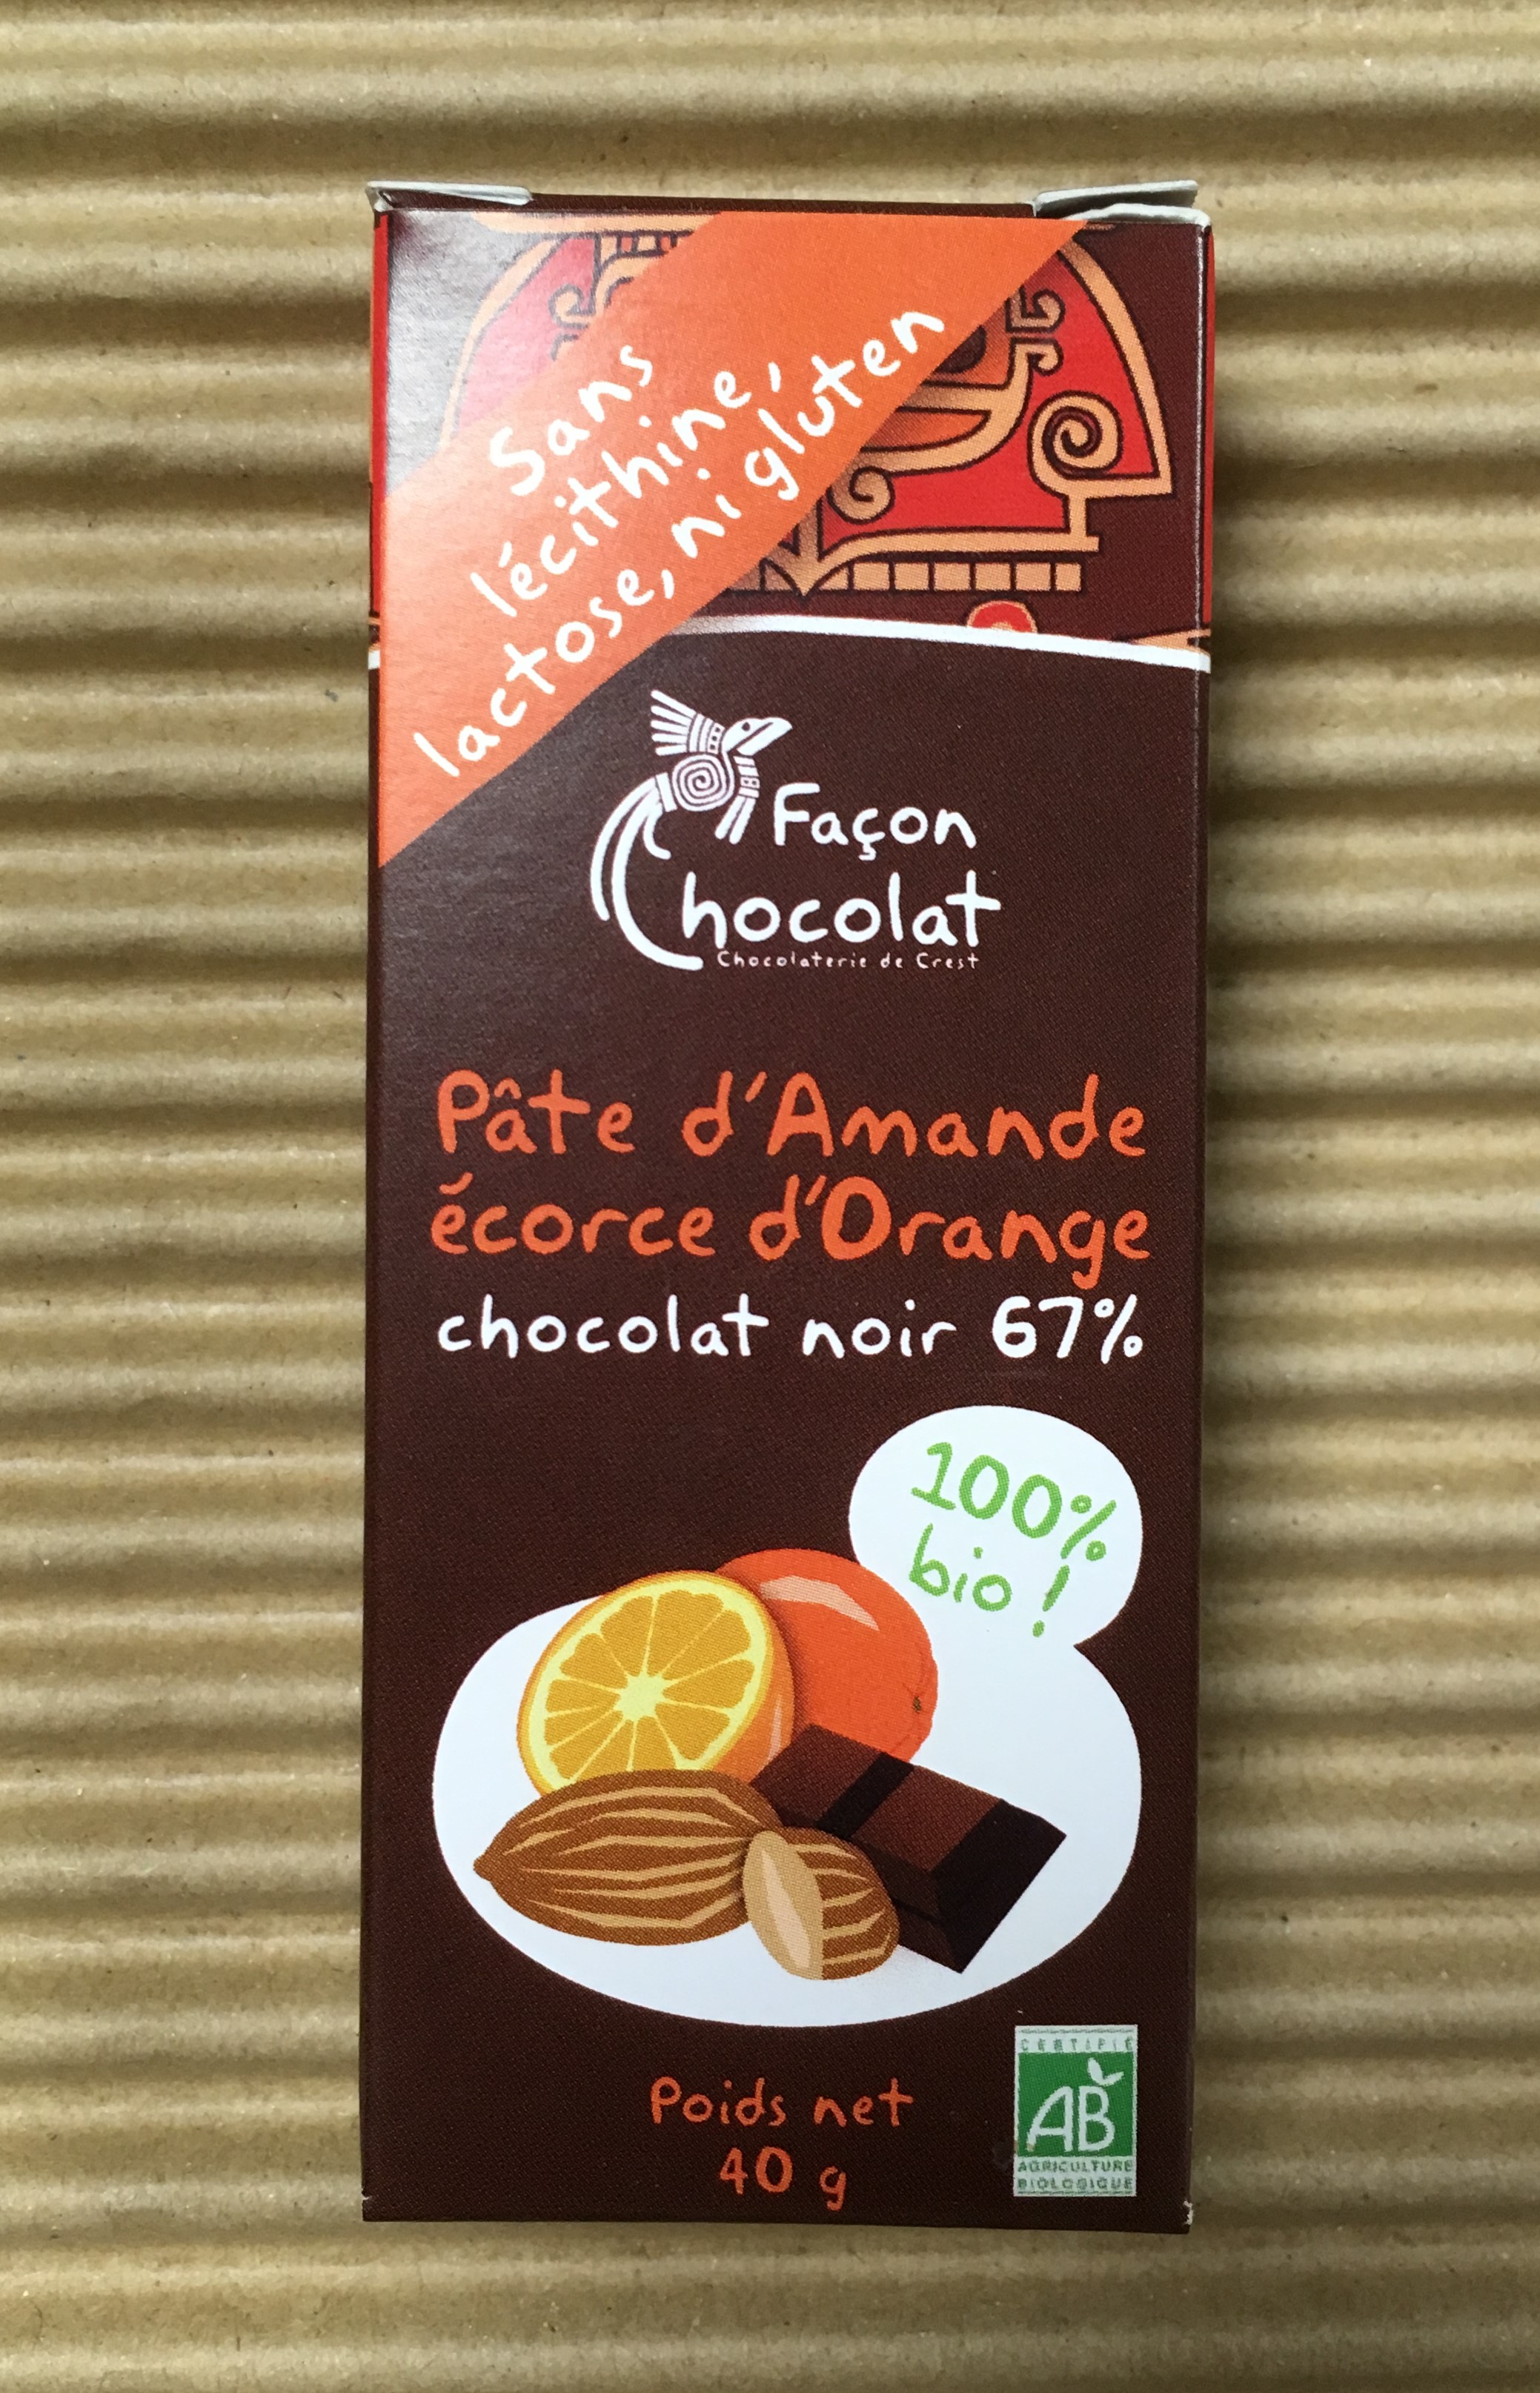 Sans
lécithine,
lactose, ni gluten
Façon
Chocolat
Chocolaterie de Crest
Pâte d'Amande
écorce d'Orange
chocolat noir 67%
100%
bio !
Poids net
40 g
CERTIFIÉ
AB
AGRICULTURE
BIOLOGIQUE